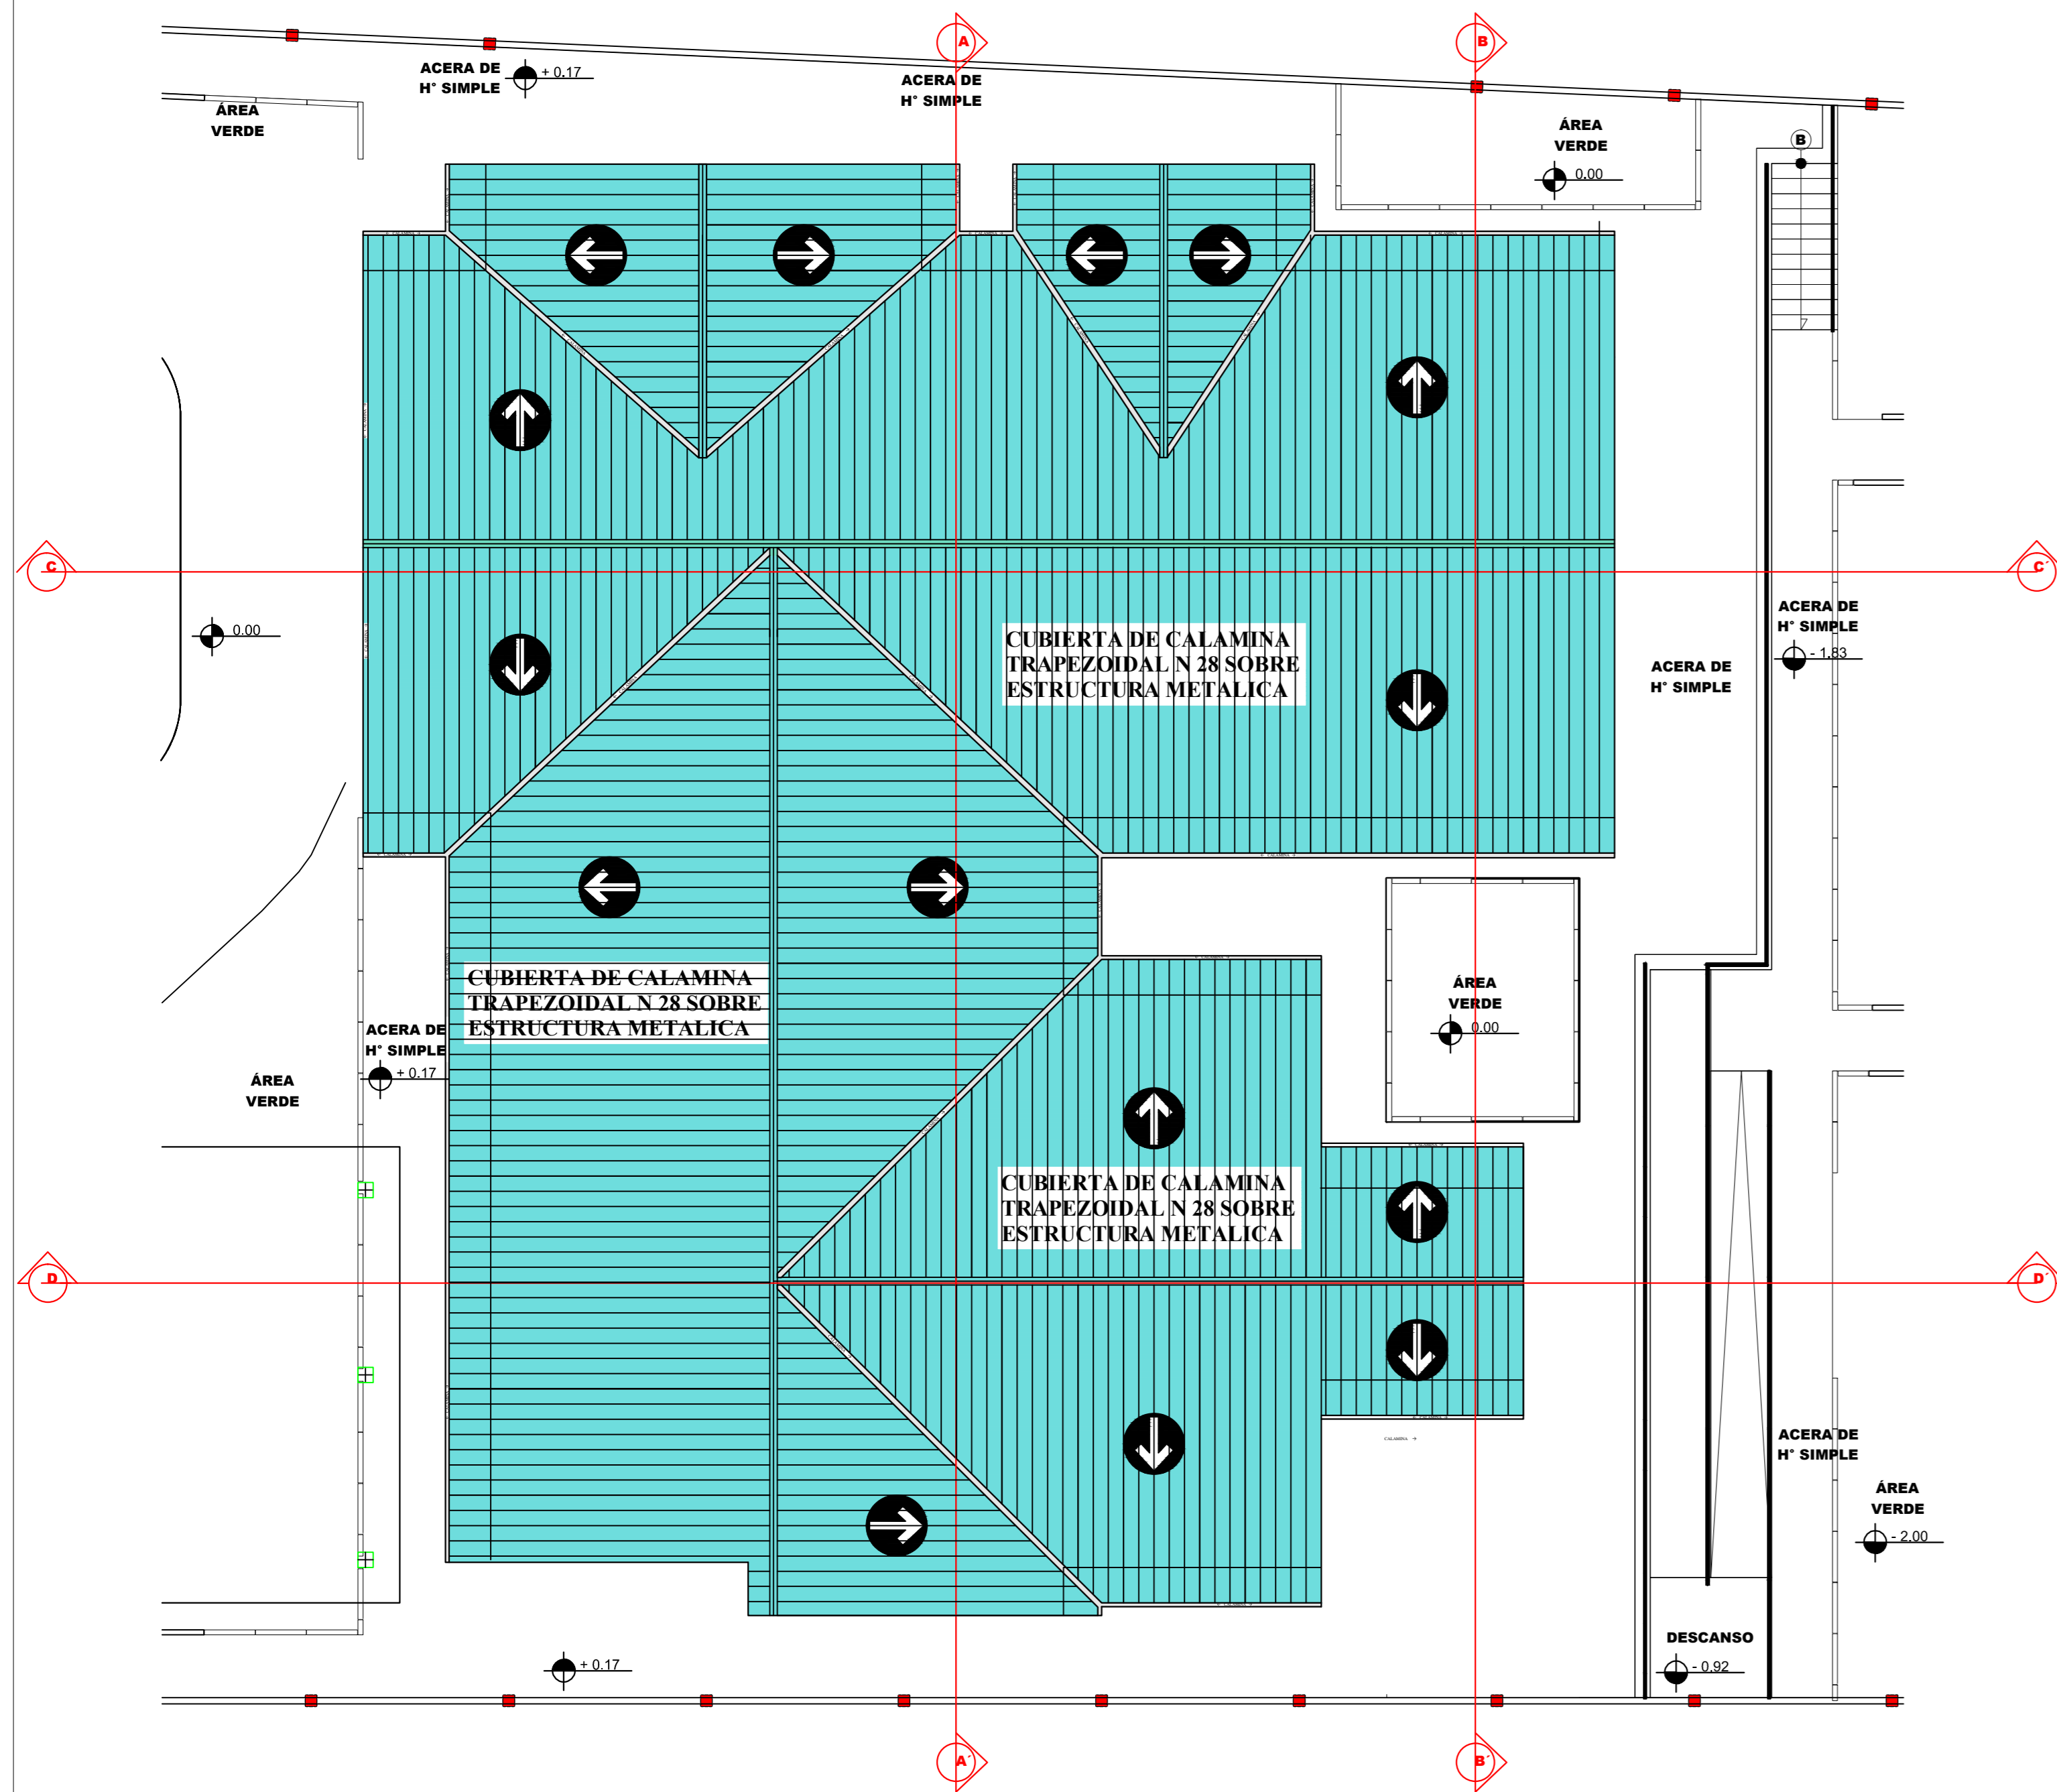 A
B
ACERA DE
H° SIMPLE
+ 0.17
ACERA DE
H° SIMPLE
ÁREA
VERDE
ÁREA
VERDE
0.00
B
C
C´
0.00
CUBIERTA DE CALAMINA
TRAPEZOIDAL N 28 SOBRE
ESTRUCTURA METALICA
ACERA DE
H° SIMPLE
- 1.83
ACERA DE
H° SIMPLE
CUBIERTA DE CALAMINA
TRAPEZOIDAL N 28 SOBRE
ESTRUCTURA METALICA
ÁREA
VERDE
0.00
ACERA DE
H° SIMPLE
+ 0.17
ÁREA
VERDE
CUBIERTA DE CALAMINA
TRAPEZOIDAL N 28 SOBRE
ESTRUCTURA METALICA
D
D´
CALAMINA
ACERA DE
H° SIMPLE
ÁREA
VERDE
- 2.00
DESCANSO
- 0.92
+ 0.17
A´
B´